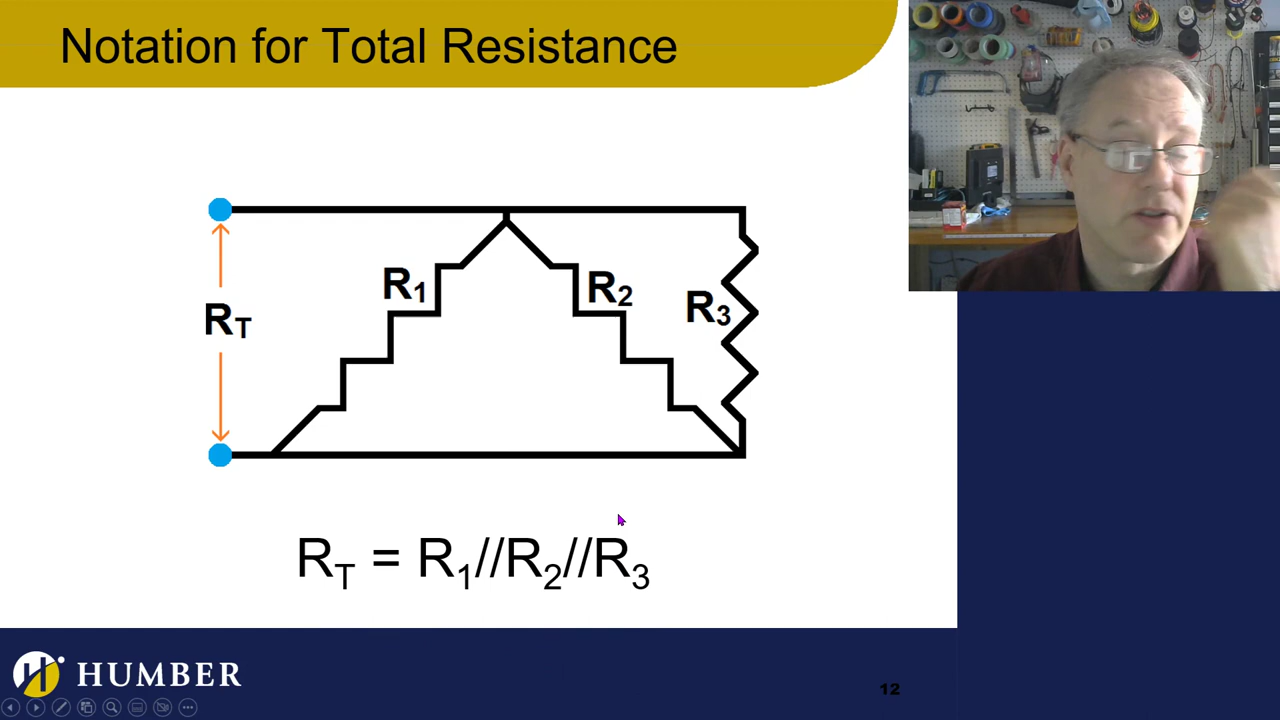 Notation for Total Resistance
R₁
R₂
R₃
R_T
R_T = R₁//R₂//R₃
HUMBER
12